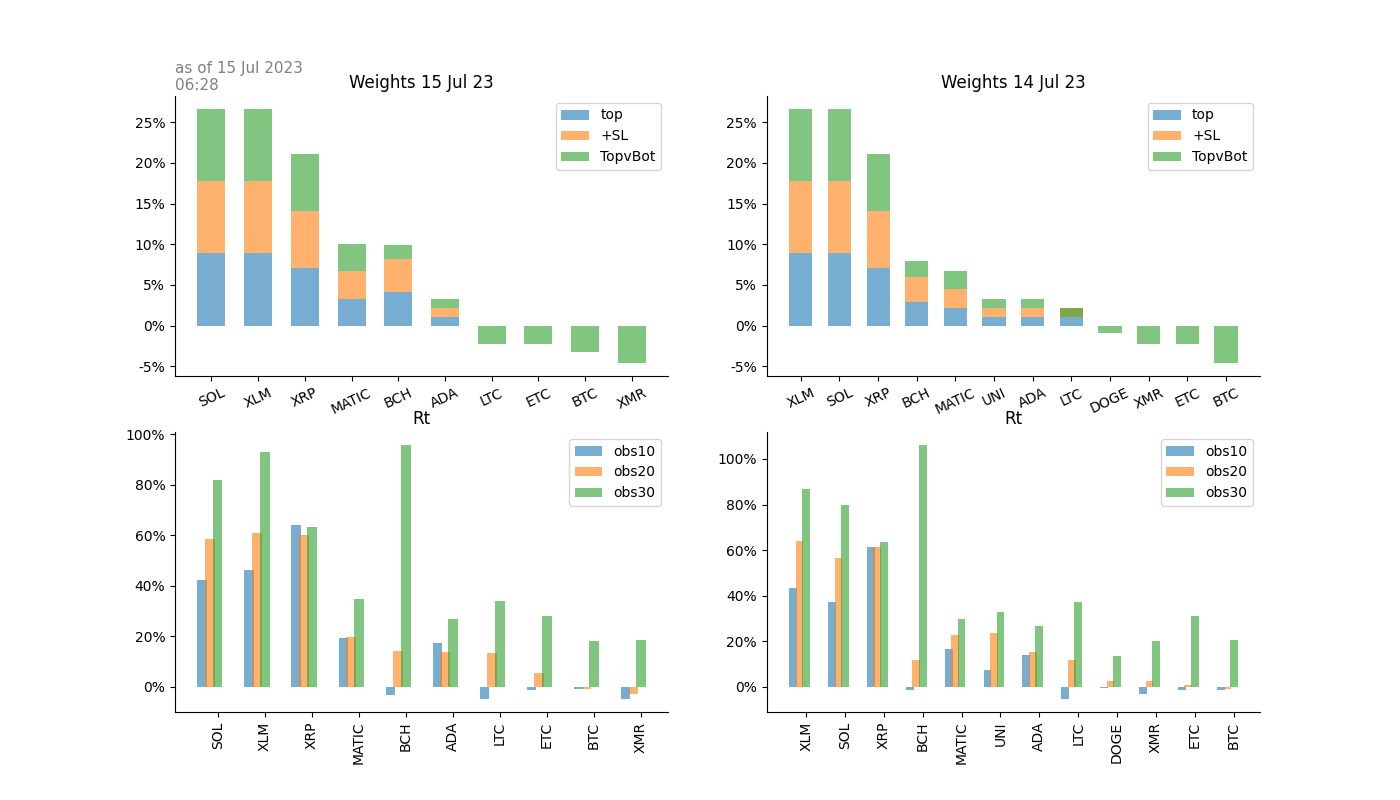 as of 15 Jul 2023
06:28
Weights 15 Jul 23
25%
20%
15%
10%
5%
0%
-5%
top
+SL
TopvBot
SOL XLM XRP MATIC BCH ADA LTC ETC BTC XMR
Weights 14 Jul 23
25%
20%
15%
10%
5%
0%
-5%
top
+SL
TopvBot
XLM SOL XRP BCH MATIC UNI ADA LTC DOGE XMR ETC BTC
Rt
100%
80%
60%
40%
20%
0%
obs10
obs20
obs30
SOL XLM XRP MATIC BCH ADA LTC ETC BTC XMR
Rt
100%
80%
60%
40%
20%
0%
obs10
obs20
obs30
XLM SOL XRP BCH MATIC UNI ADA LTC DOGE XMR ETC BTC